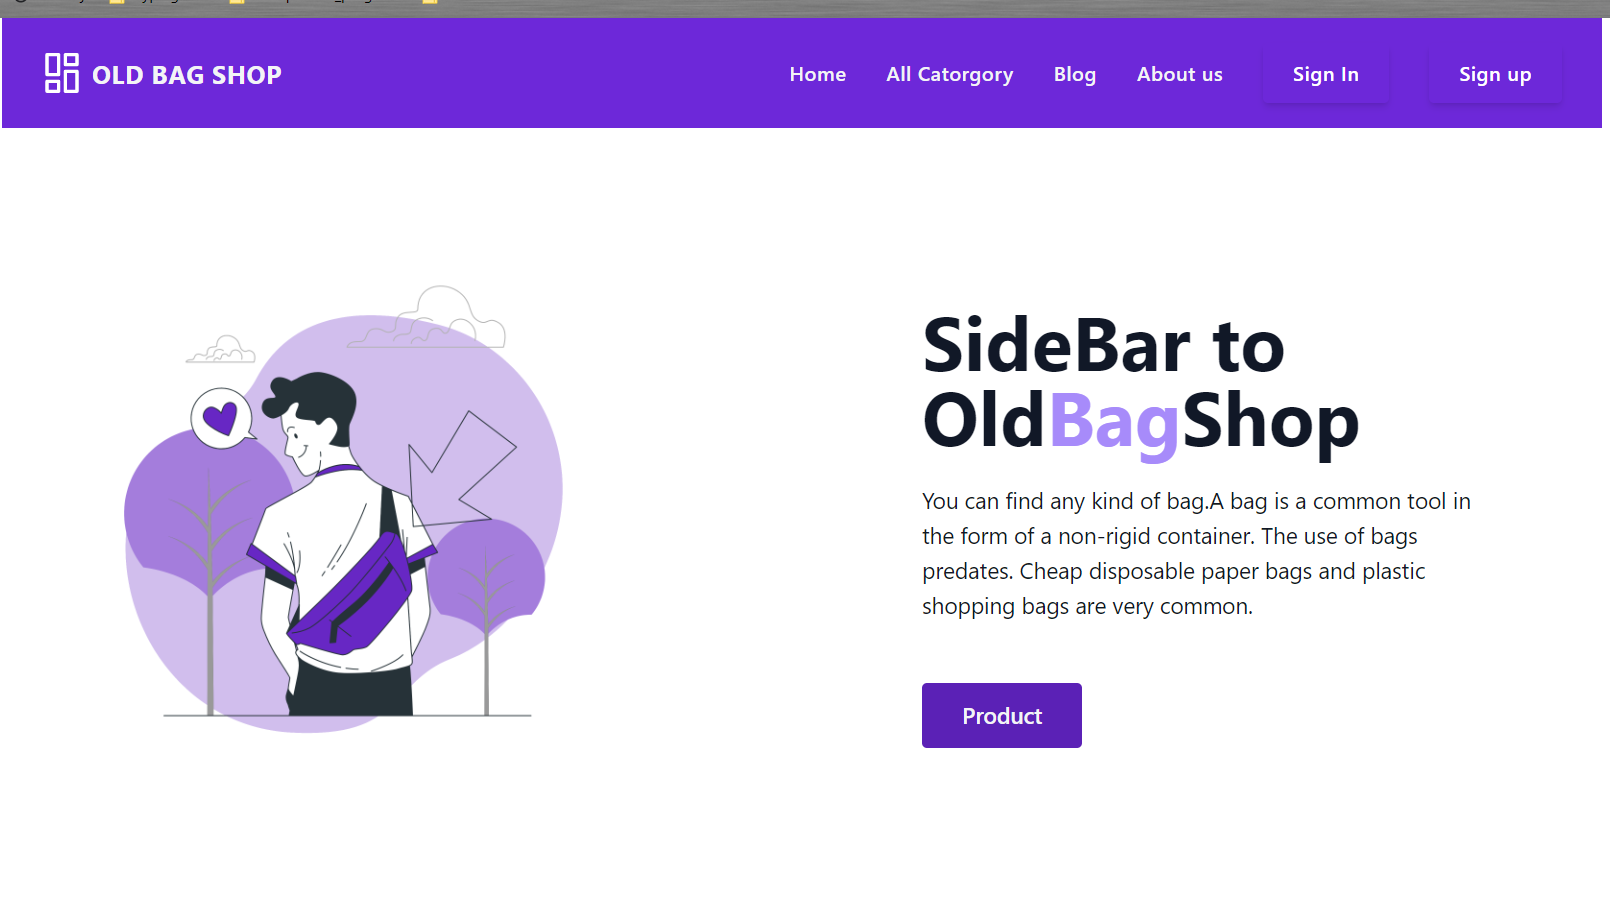 OLD BAG SHOP
Home
All Catorgory
Blog
About us
Sign In
Sign up
SideBar to
OldBagShop
You can find any kind of bag.A bag is a common tool in
the form of a non-rigid container. The use of bags
predates. Cheap disposable paper bags and plastic
shopping bags are very common.
Product